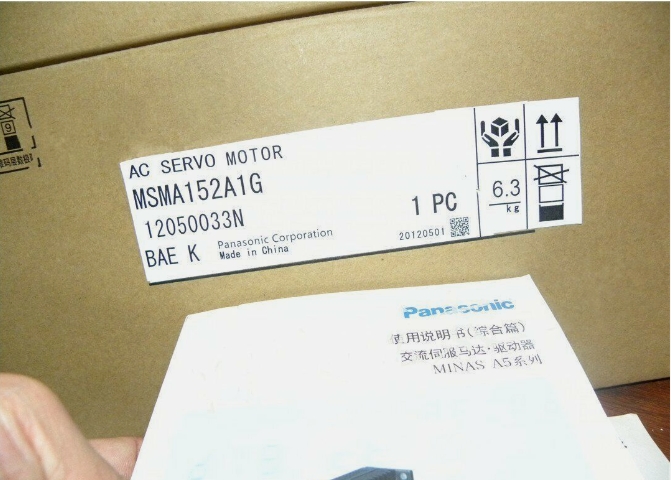 AC SERVO MOTOR
MSMA152A1G
12050033N
1 PC
BAE K
Panasonic Corporation
Made in China
20120501
6.3
kg
Panasonic
使用说明书(综合篇)
交流伺服马达·驱动器
MINAS A5系列